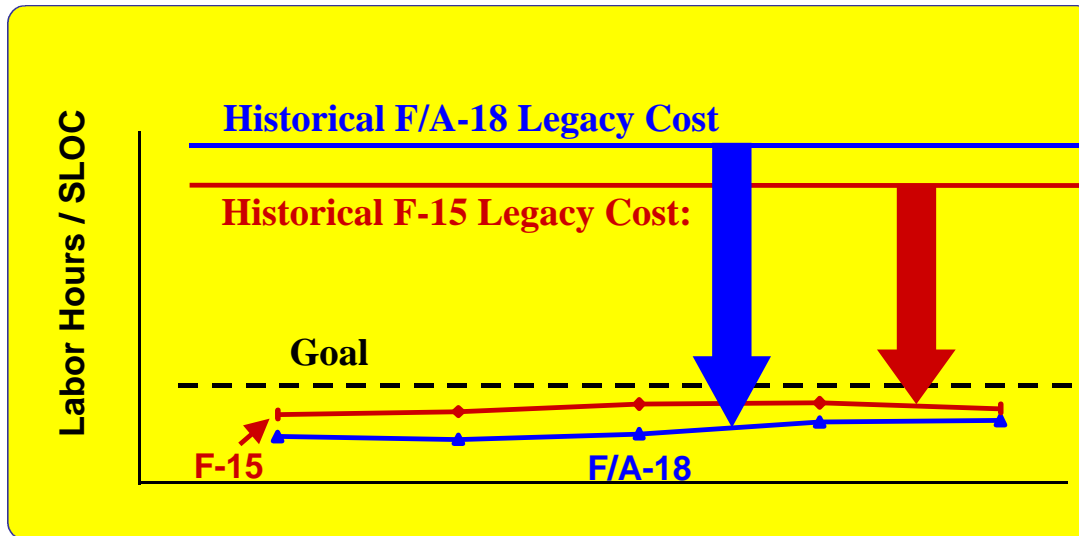 Historical F/A-18 Legacy Cost
Historical F-15 Legacy Cost:
Labor Hours / SLOC
Goal
F-15
F/A-18